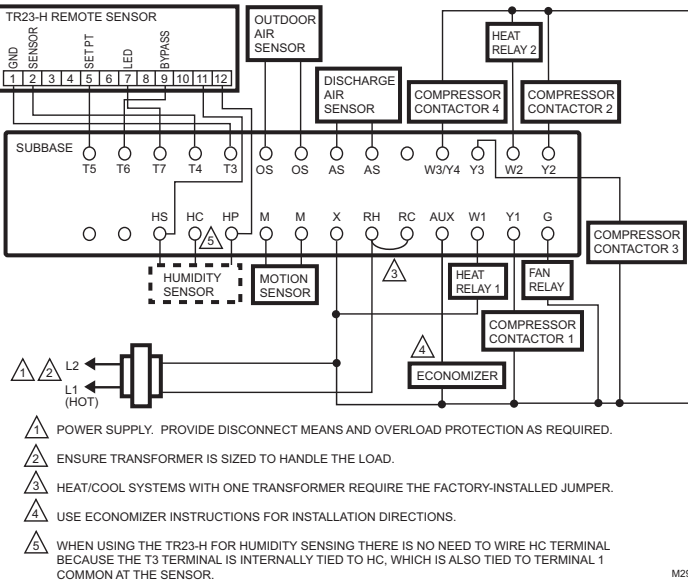 TR23-H REMOTE SENSOR
GND
SENSOR
SET PT
LED
BYPASS
1 2 3 4 5 6 7 8 9 10 11 12
OUTDOOR
AIR
SENSOR
DISCHARGE
AIR
SENSOR
HEAT
RELAY 2
COMPRESSOR
CONTACTOR 4
COMPRESSOR
CONTACTOR 2
SUBBASE
T5 T6 T7 T4 T3 OS OS AS AS W3/Y4 Y3 W2 Y2
HS HC HP M M X RH RC AUX W1 Y1 G
5
3
HUMIDITY
SENSOR
MOTION
SENSOR
HEAT
RELAY 1
FAN
RELAY
COMPRESSOR
CONTACTOR 3
COMPRESSOR
CONTACTOR 1
4
ECONOMIZER
1 2 L2
L1
(HOT)
1 POWER SUPPLY. PROVIDE DISCONNECT MEANS AND OVERLOAD PROTECTION AS REQUIRED.
2 ENSURE TRANSFORMER IS SIZED TO HANDLE THE LOAD.
3 HEAT/COOL SYSTEMS WITH ONE TRANSFORMER REQUIRE THE FACTORY-INSTALLED JUMPER.
4 USE ECONOMIZER INSTRUCTIONS FOR INSTALLATION DIRECTIONS.
5 WHEN USING THE TR23-H FOR HUMIDITY SENSING THERE IS NO NEED TO WIRE HC TERMINAL
BECAUSE THE T3 TERMINAL IS INTERNALLY TIED TO HC, WHICH IS ALSO TIED TO TERMINAL 1
COMMON AT THE SENSOR.
M29